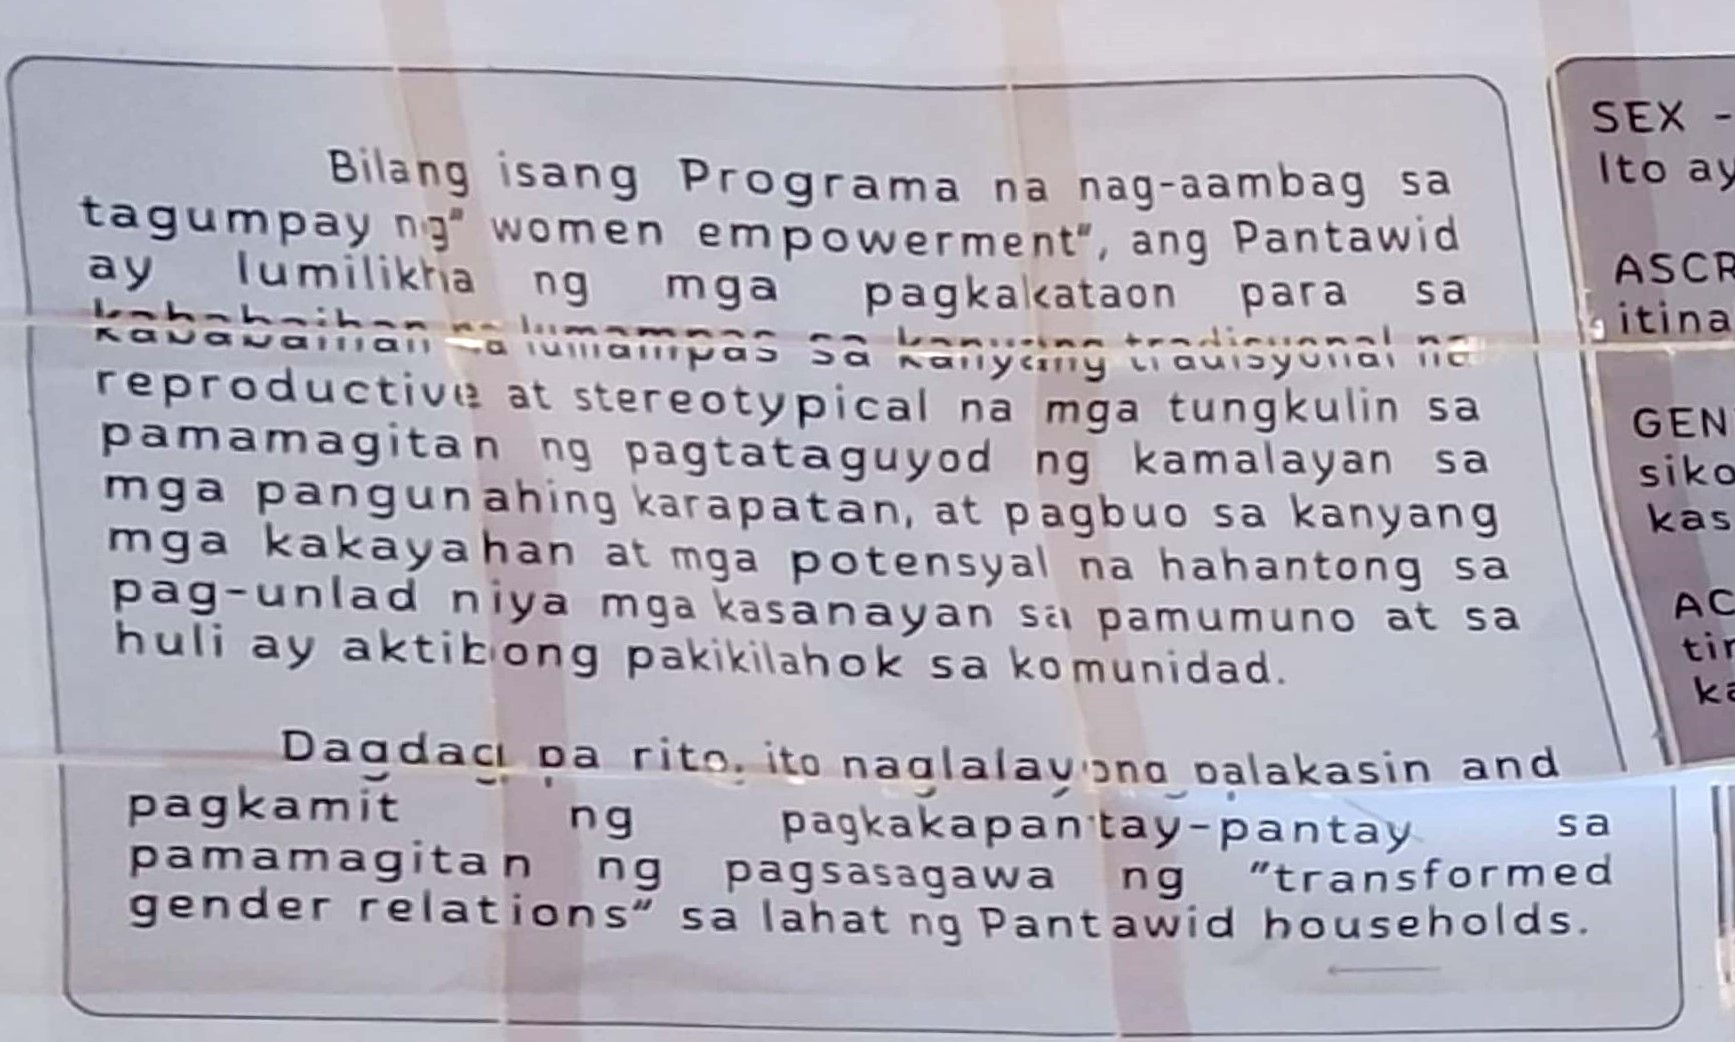 Bilang isang Programa na nag-aambag sa
tagumpay ng" women empowerment", ang Pantawid
ay lumilikha ng mga pagkakataon para sa
kababaihan na lumampas sa kanyang tradisyonal na
reproductive at stereotypical na mga tungkulin sa
pamamagitan ng pagtataguyod ng kamalayan sa
mga pangunahing karapatan, at pagbuo sa kanyang
mga kakayahan at mga potensyal na hahantong sa
pag-unlad niya mga kasanayan sa pamumuno at sa
huli ay aktibong pakikilahok sa komunidad.
Dagdag pa rito, ito naglalayong palakasin and
pagkamit ng pagkakapantay-pantay sa
pamamagitan ng pagsasagawa ng "transformed
gender relations" sa lahat ng Pantawid households.
SEX -
Ito ay
ASCR
itina
GEN
siko
kas
AC